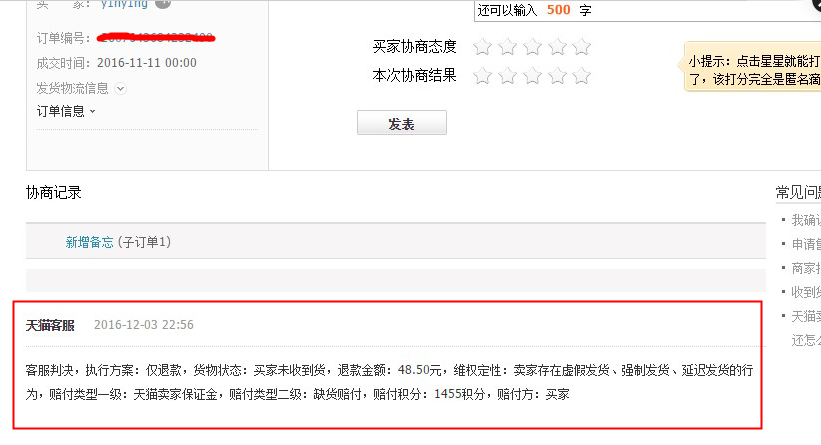 买 家： yinying
还可以输入 500 字
订单编号：
成交时间：2016-11-11 00:00
发货物流信息
订单信息
买家协商态度
本次协商结果
小提示：点击星星就能打
了，该打分完全是匿名滴
发表
协商记录
常见问题
新增备忘 (子订单1)
我确认
申请售
商家拒
收到货
天猫卖
还怎么
天猫客服 2016-12-03 22:56
客服判决，执行方案：仅退款，货物状态：买家未收到货，退款金额：48.50元，维权定性：卖家存在虚假发货、强制发货、延迟发货的行
为，赔付类型一级：天猫卖家保证金，赔付类型二级：缺货赔付，赔付积分：1455积分，赔付方：买家